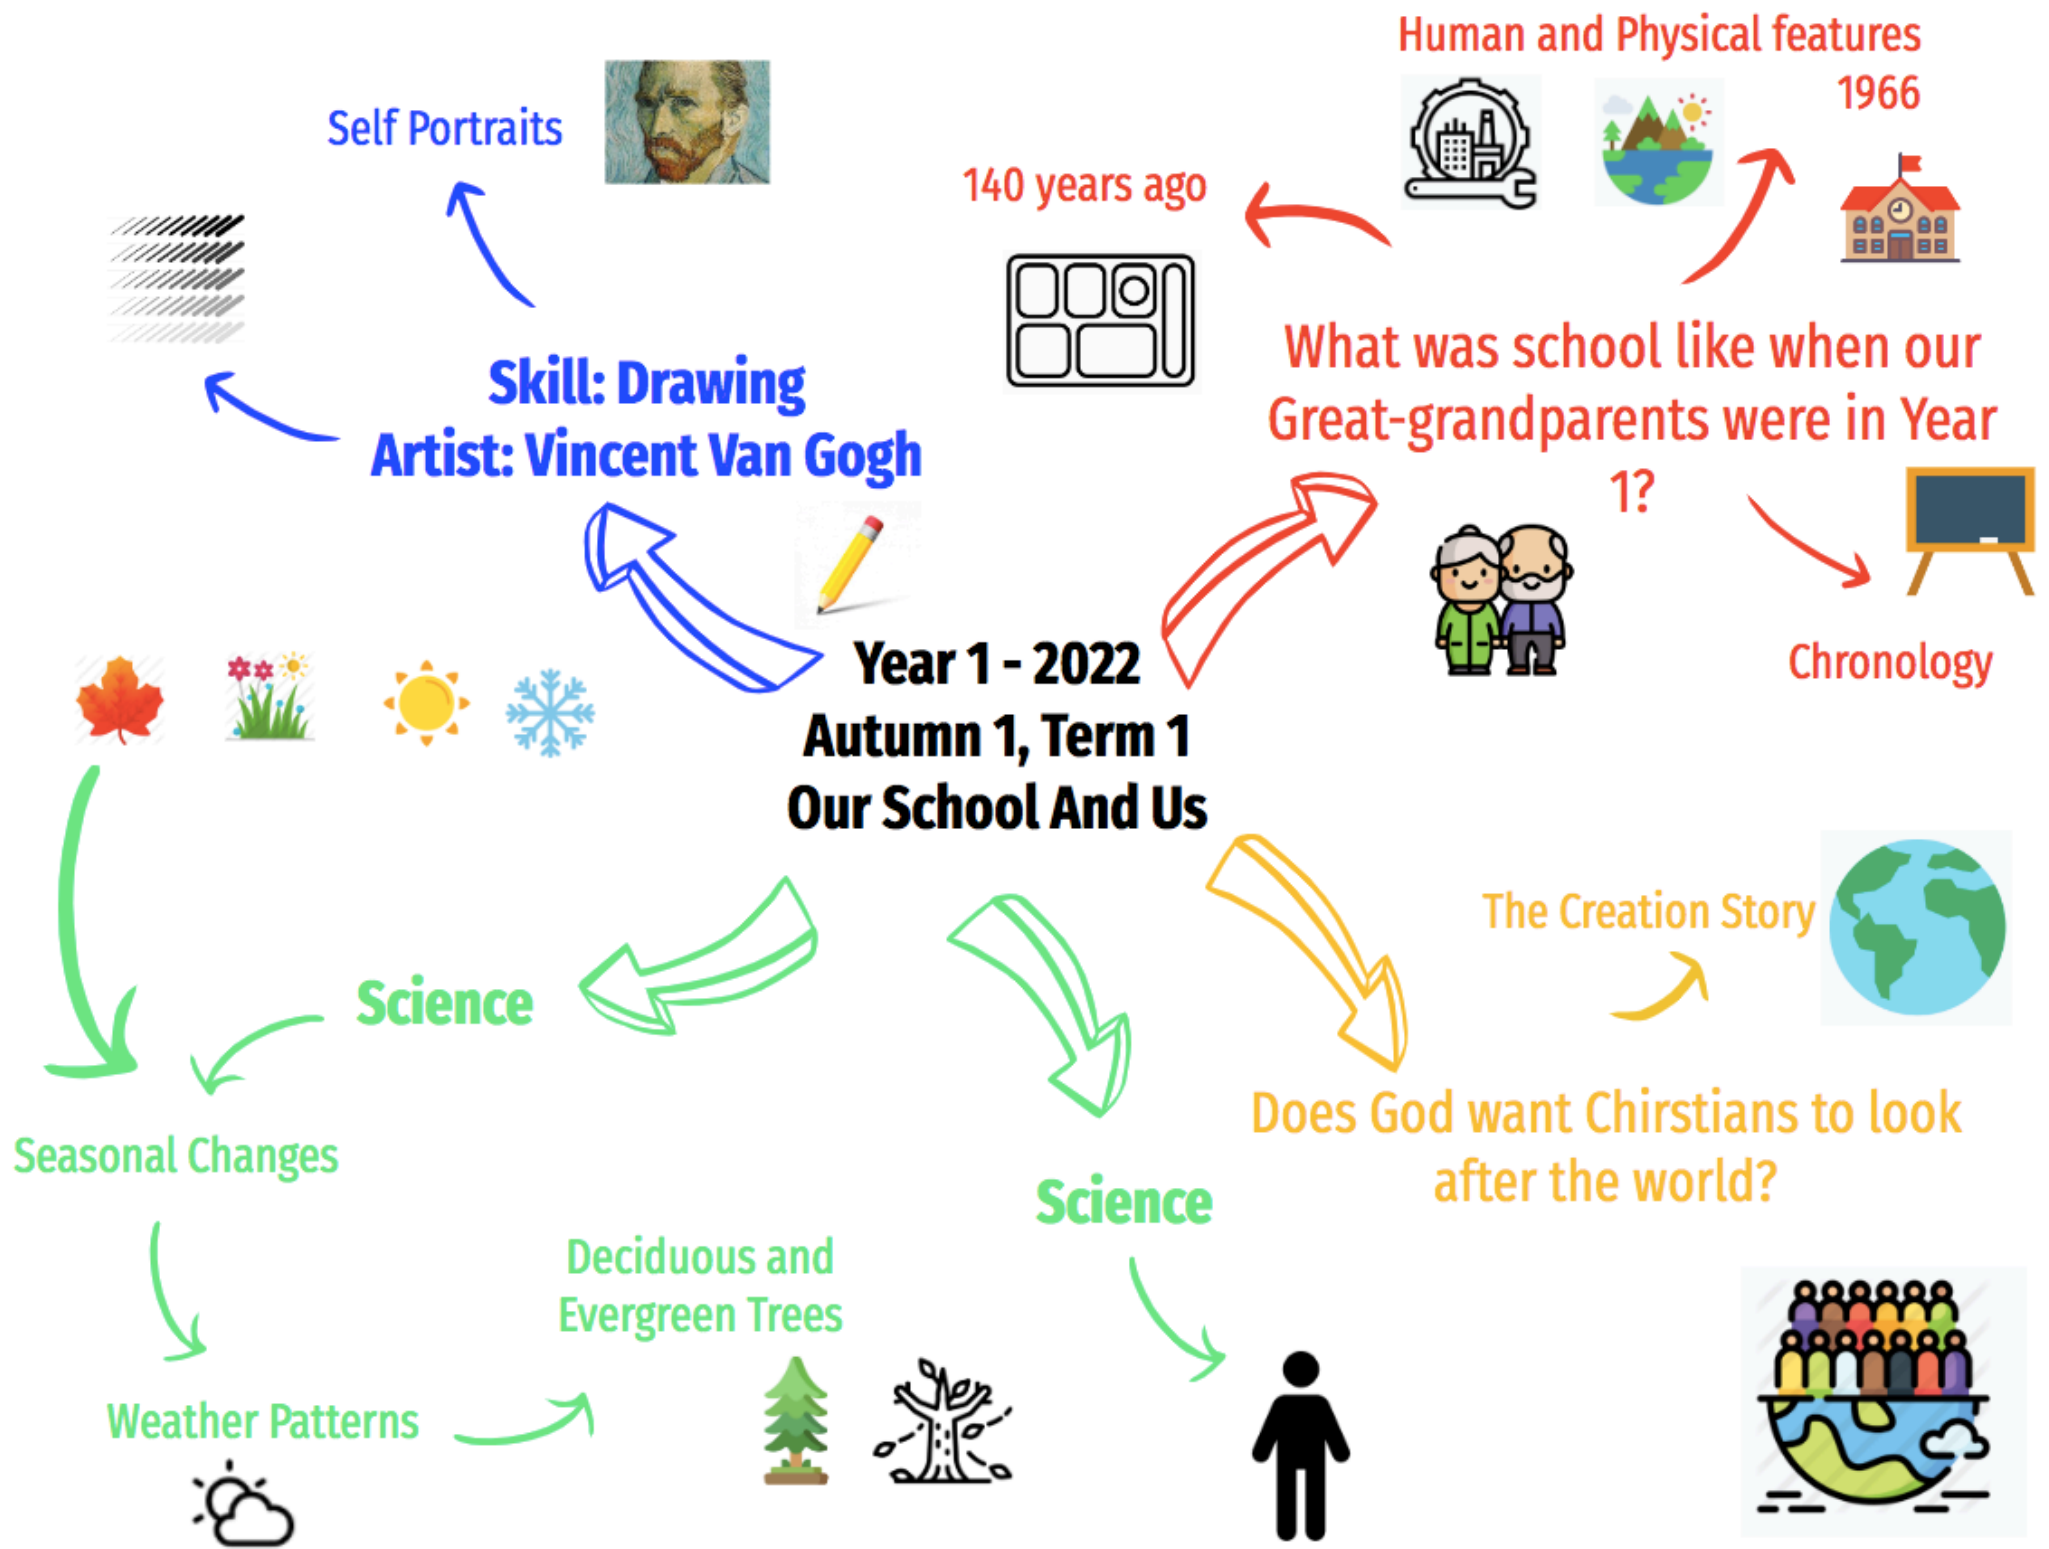 Human and Physical features
1966
Self Portraits
140 years ago
What was school like when our
Great-grandparents were in Year
1?
Skill: Drawing
Artist: Vincent Van Gogh
Chronology
Year 1 - 2022
Autumn 1, Term 1
Our School And Us
The Creation Story
Science
Does God want Chirstians to look
after the world?
Seasonal Changes
Science
Deciduous and
Evergreen Trees
Weather Patterns